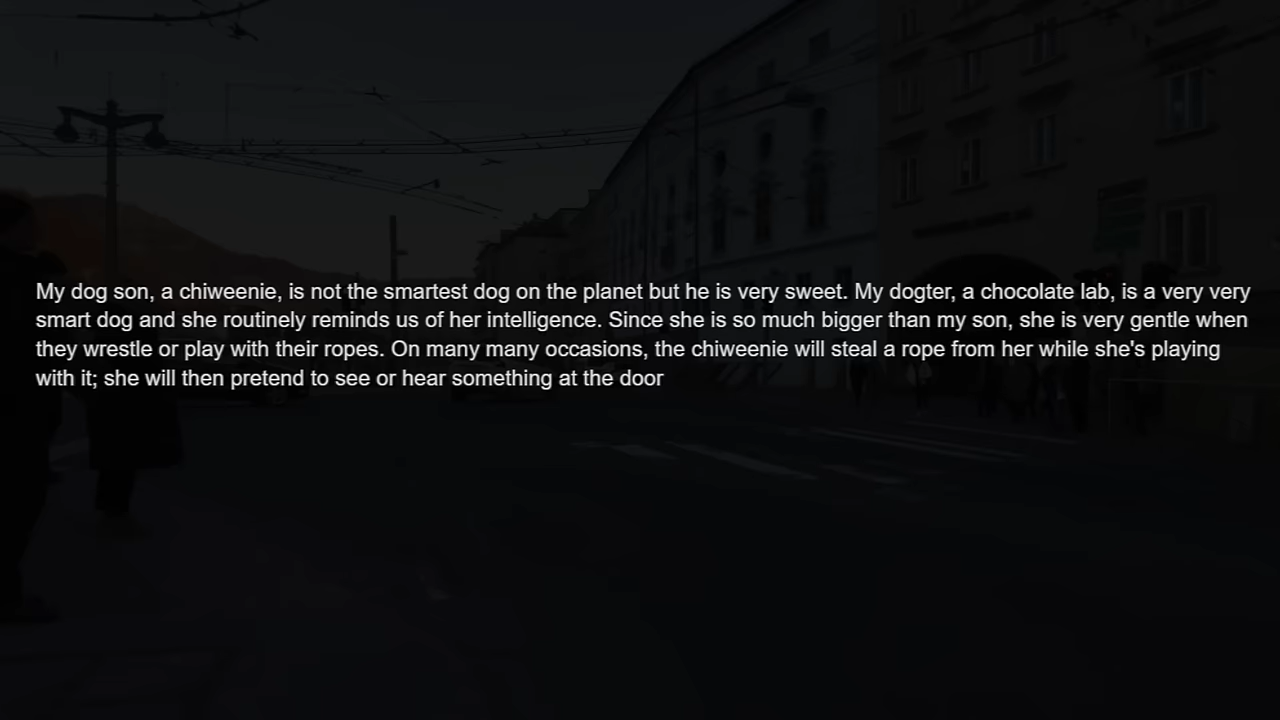 My dog son, a chiweenie, is not the smartest dog on the planet but he is very sweet. My dogter, a chocolate lab, is a very very
smart dog and she routinely reminds us of her intelligence. Since she is so much bigger than my son, she is very gentle when
they wrestle or play with their ropes. On many many occasions, the chiweenie will steal a rope from her while she's playing
with it; she will then pretend to see or hear something at the door